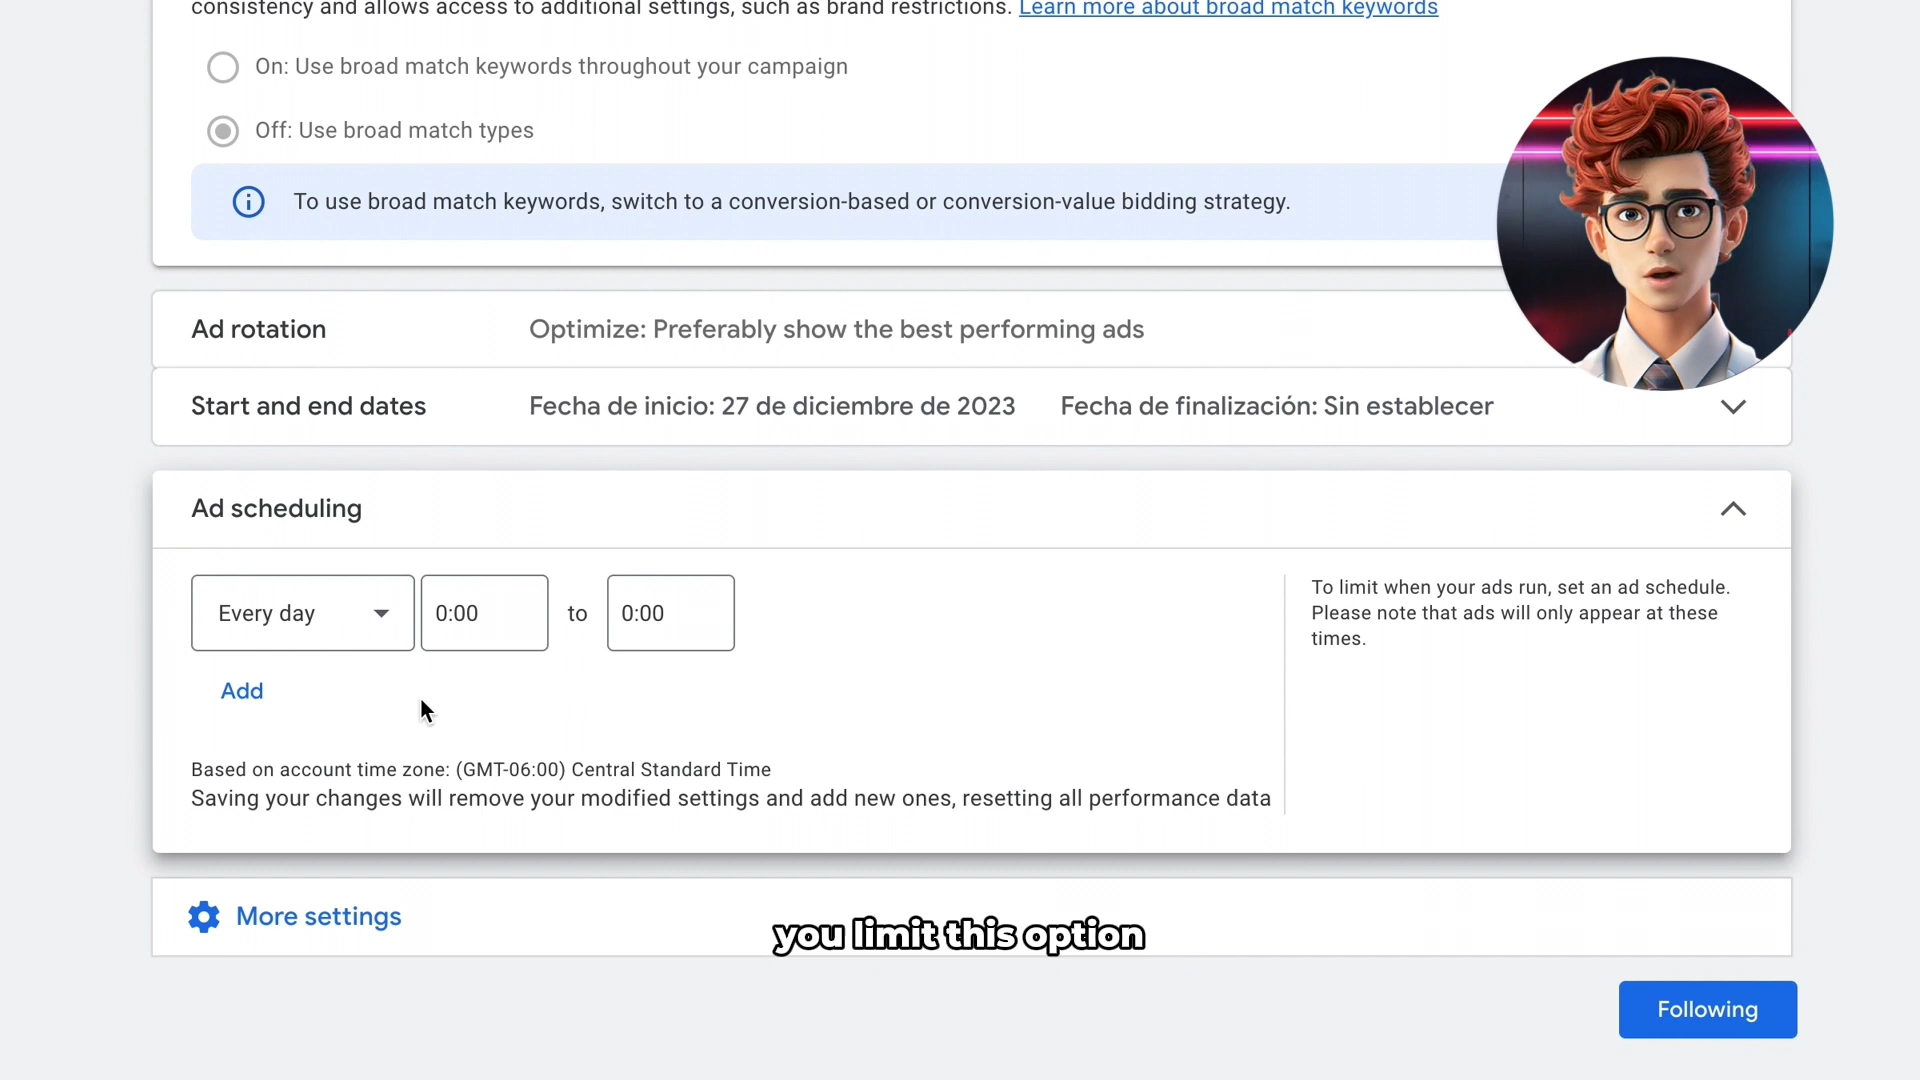 consistency and allows access to additional settings, such as brand restrictions. Learn more about broad match keywords
On: Use broad match keywords throughout your campaign
Off: Use broad match types
To use broad match keywords, switch to a conversion-based or conversion-value bidding strategy.
Ad rotation Optimize: Preferably show the best performing ads
Start and end dates Fecha de inicio: 27 de diciembre de 2023 Fecha de finalización: Sin establecer
Ad scheduling
Every day 0:00 to 0:00
To limit when your ads run, set an ad schedule.
Please note that ads will only appear at these
times.
Add
Based on account time zone: (GMT-06:00) Central Standard Time
Saving your changes will remove your modified settings and add new ones, resetting all performance data
More settings
you limit this option
Following